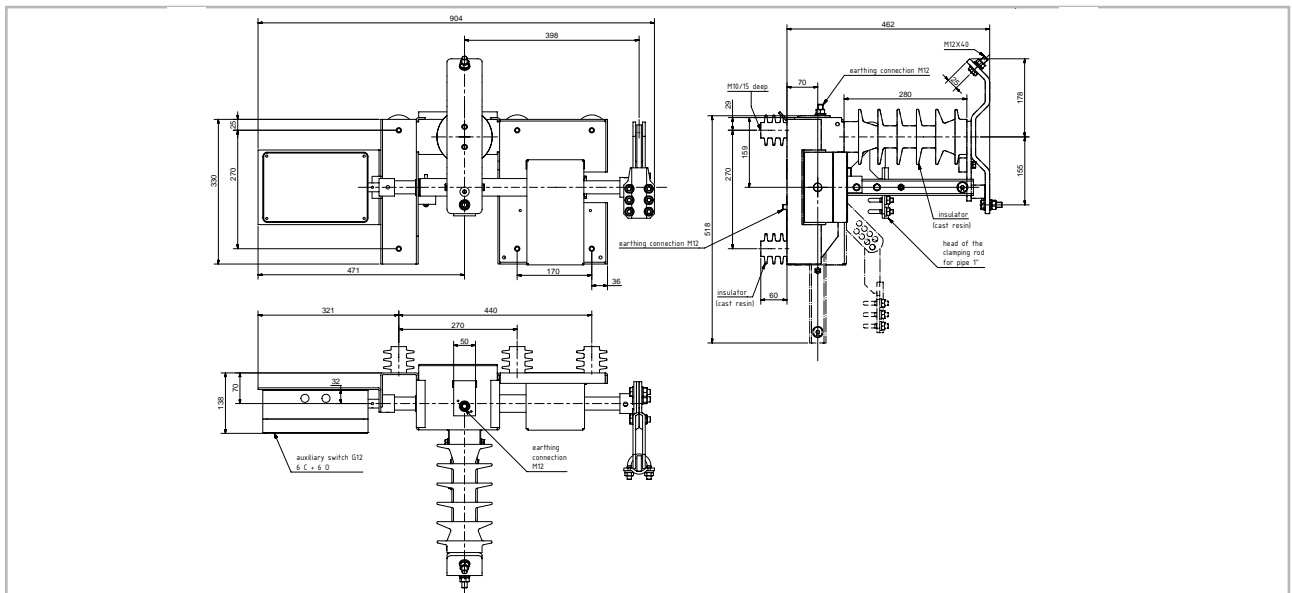 904
398
25
270
330
471
170
36
462
M12X40
earthing connection M12
70
M10/15 deep
25
280
178
29
159
270
155
518
insulator
(cast resin)
earthing connection M12
head of the
clamping rod
for pipe 1"
insulator
(cast resin)
60
321
440
270
50
32
70
138
auxiliary switch G12
6 C + 6 O
earthing
connection
M12